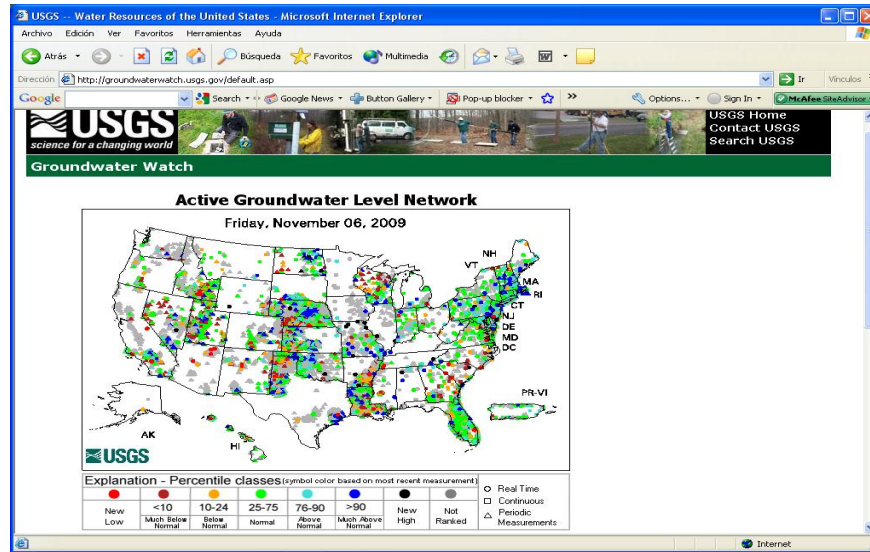 USGS -- Water Resources of the United States - Microsoft Internet Explorer
Archivo Edición Ver Favoritos Herramientas Ayuda
Atrás Búsqueda Favoritos Multimedia
Dirección http://groundwaterwatch.usgs.gov/default.asp Ir Vínculos
Google Search Google News Button Gallery Pop-up blocker >> Options... Sign In McAfee SiteAdvisor
USGS
science for a changing world
USGS Home
Contact USGS
Search USGS
Groundwater Watch
Active Groundwater Level Network
Friday, November 06, 2009
NH
VT
MA
RI
CT
NJ
DE
MD
DC
PR-VI
AK
HI
USGS
Explanation - Percentile classes (symbol color based on most recent measurement)
New Low
<10 Much Below Normal
10-24 Below Normal
25-75 Normal
76-90 Above Normal
>90 Much Above Normal
New High
Not Ranked
Real Time
Continuous
Periodic Measurements
Internet